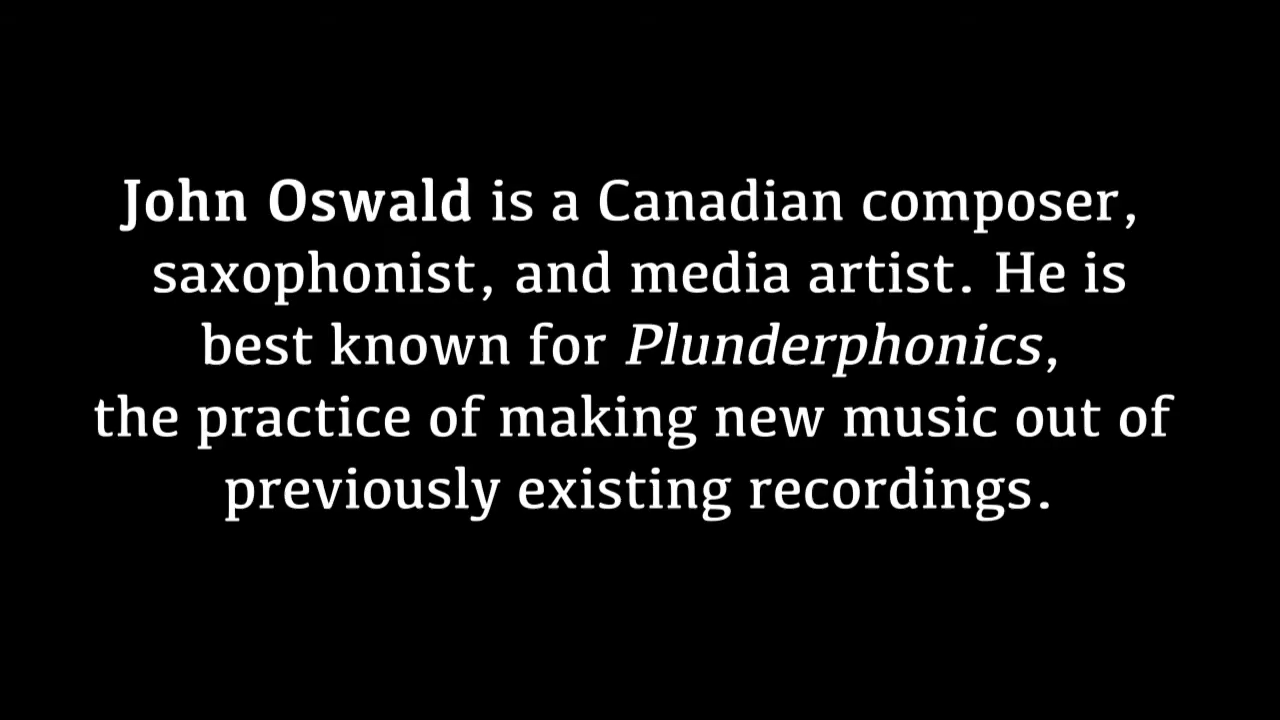 John Oswald is a Canadian composer,
saxophonist, and media artist. He is
best known for Plunderphonics,
the practice of making new music out of
previously existing recordings.